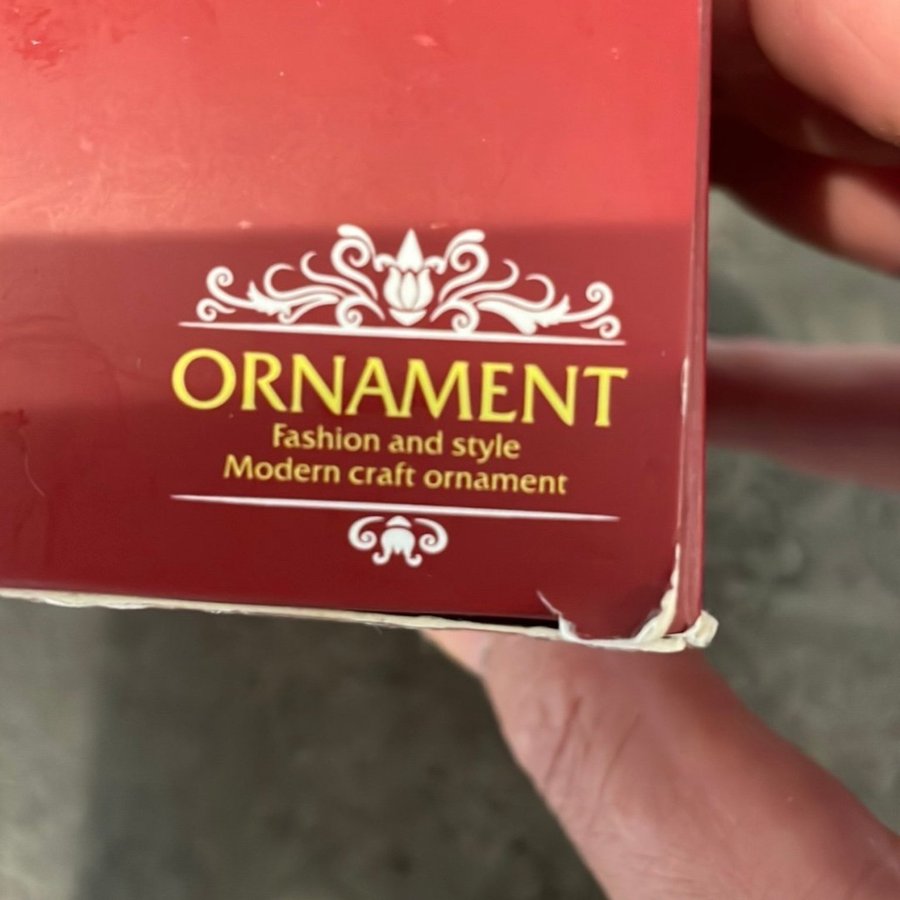 ORNAMENT
Fashion and style
Modern craft ornament